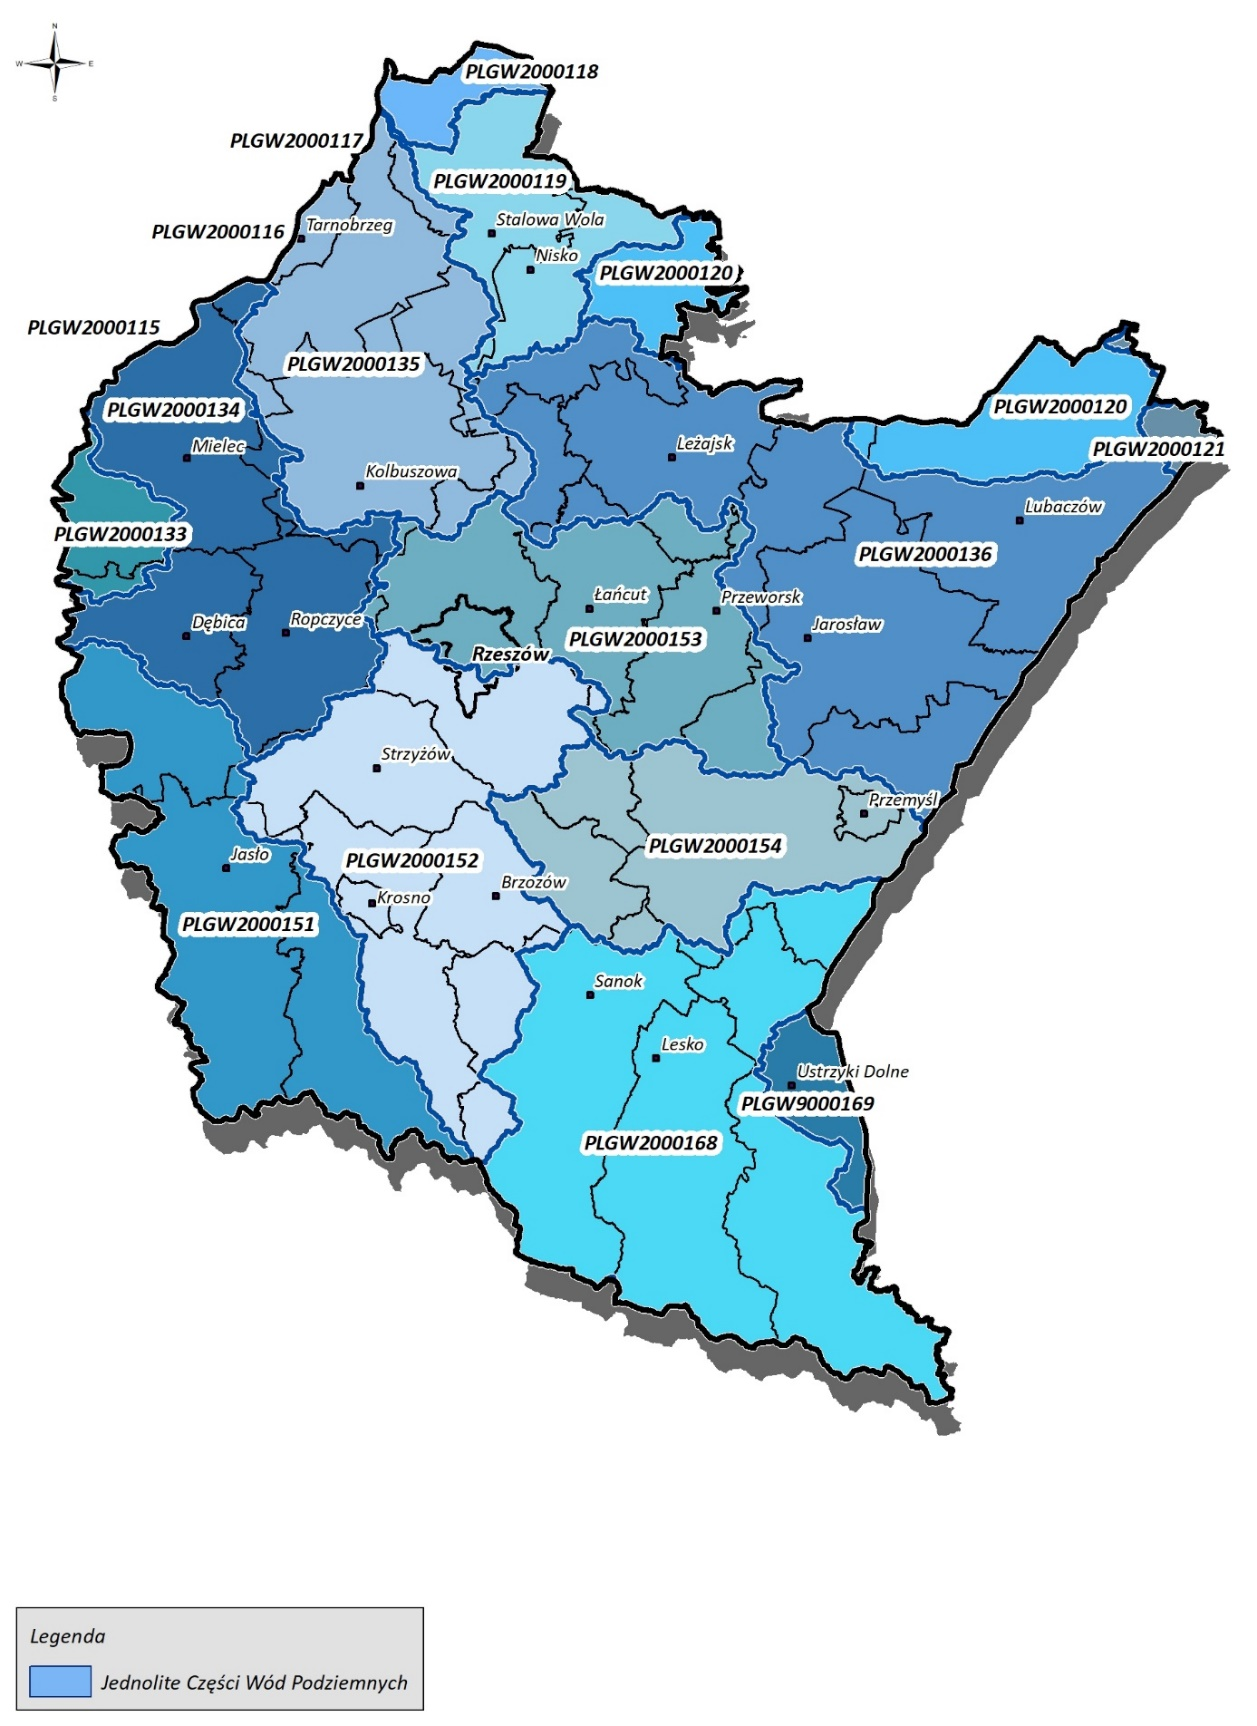 N
W E
S
PLGW2000118
PLGW2000117
PLGW2000119
Stalowa Wola
Tarnobrzeg
PLGW2000116
Nisko
PLGW2000120
PLGW2000115
PLGW2000135
PLGW2000134
PLGW2000120
Mielec
Leżajsk
PLGW2000121
Kolbuszowa
Lubaczów
PLGW2000133
PLGW2000136
Łańcut
Przeworsk
Dębica
Ropczyce
Jarosław
PLGW2000153
Rzeszów
Strzyżów
Przemyśl
PLGW2000154
Jasło
PLGW2000152
Brzozów
Krosno
PLGW2000151
Sanok
Lesko
Ustrzyki Dolne
PLGW9000169
PLGW2000168
Legenda
Jednolite Części Wód Podziemnych